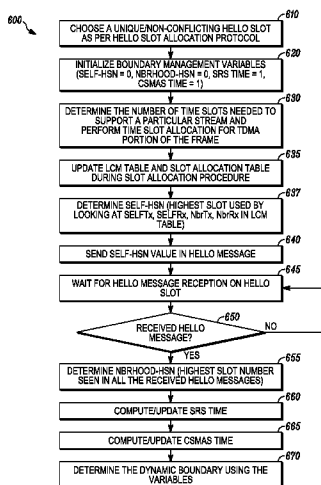 600
610
CHOOSE A UNIQUE/NON-CONFLICTING HELLO SLOT
AS PER HELLO SLOT ALLOCATION PROTOCOL
620
INITIALIZE BOUNDARY MANAGEMENT VARIABLES
(SELF-HSN = 0, NBRHOOD-HSN = 0, SRS TIME = 1,
CSMAS TIME = 1)
630
DETERMINE THE NUMBER OF TIME SLOTS NEEDED TO
SUPPORT A PARTICULAR STREAM AND
PERFORM TIME SLOT ALLOCATION FOR TDMA
PORTION OF THE FRAME
635
UPDATE LCM TABLE AND SLOT ALLOCATION TABLE
DURING SLOT ALLOCATION PROCEDURE
637
DETERMINE SELF-HSN (HIGHEST SLOT USED BY
LOOKING AT SELFTx, SELFRx, NbrTx, NbrRx IN LCM
TABLE)
640
SEND SELF-HSN VALUE IN HELLO MESSAGE
645
WAIT FOR HELLO MESSAGE RECEPTION ON HELLO
SLOT
650
RECEIVED HELLO
MESSAGE?
NO
YES
655
DETERMINE NBRHOOD-HSN (HIGHEST SLOT NUMBER
SEEN IN ALL THE RECEIVED HELLO MESSAGES)
660
COMPUTE/UPDATE SRS TIME
665
COMPUTE/UPDATE CSMAS TIME
670
DETERMINE THE DYNAMIC BOUNDARY USING THE
VARIABLES